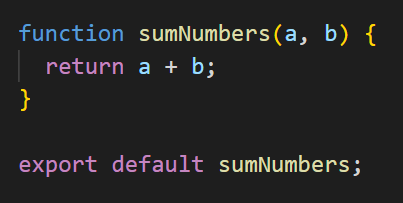 function sumNumbers(a, b) {
  return a + b;
}

export default sumNumbers;